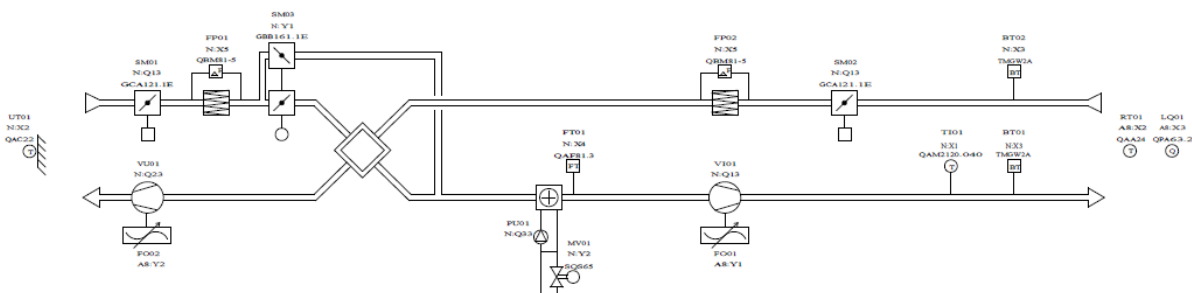 SM03
N:Y1
GBB161.1E
FP01
N:X5
QBM81-5
P
SM01
N:Q13
GCA121.1E
FP02
N:X5
QBM81-5
P
SM02
N:Q13
GCA121.1E
BT02
N:X3
TMGW2A
BT
UT01
N:X2
QAC22
T
RT01
A8:X2
QAA24
T
LQ01
A8:X3
QPA63.2
Q
FT01
N:X4
QAF81.3
FT
TI01
N:X1
QAM2120.040
T
BT01
N:X3
TMGW2A
BT
VU01
N:Q23
VI01
N:Q13
PU01
N:Q33
MV01
N:Y2
SQS65
FO02
A8:Y2
FO01
A8:Y1